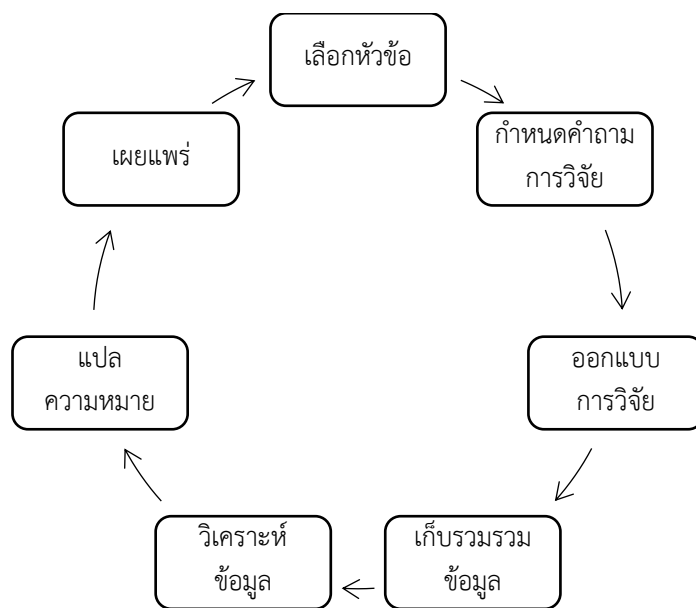 เลือกหัวข้อ
กำหนดคำถาม
การวิจัย
ออกแบบ
การวิจัย
เก็บรวมรวม
ข้อมูล
วิเคราะห์
ข้อมูล
แปล
ความหมาย
เผยแพร่